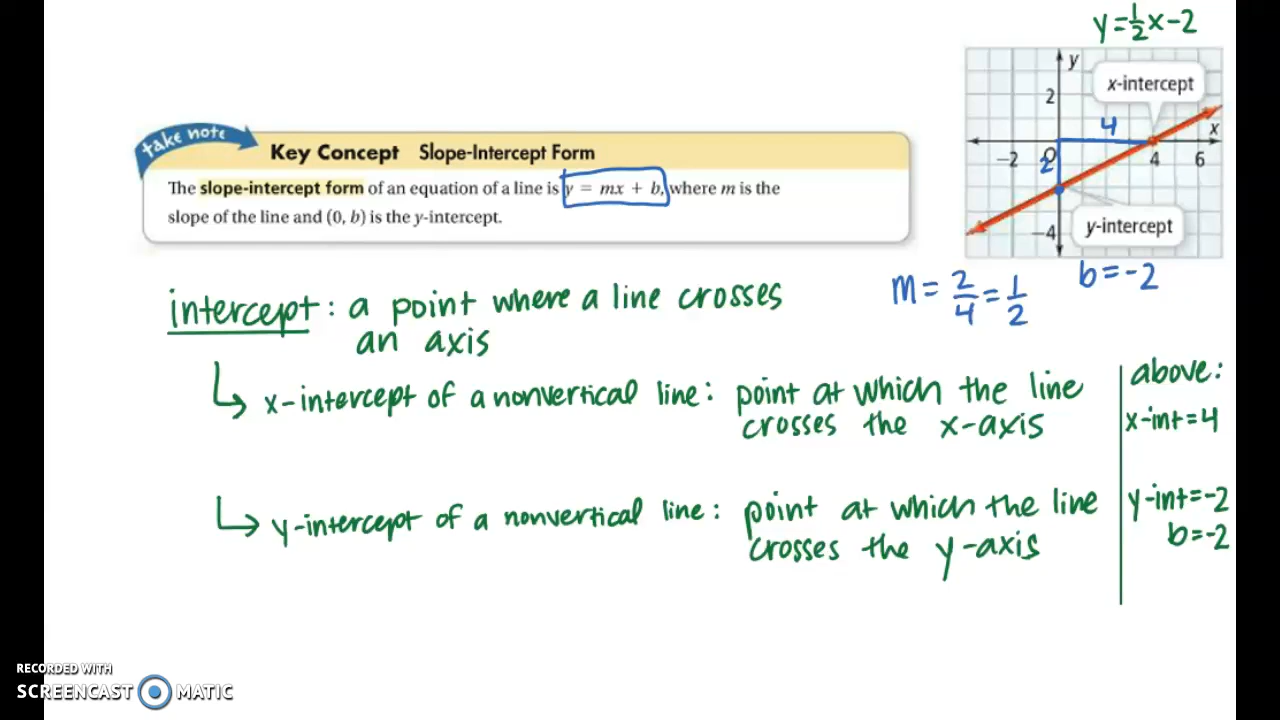 y=½x-2
y
x-intercept
2
4
x
take note
Key Concept Slope-Intercept Form
O
-2
2
4
6
The slope-intercept form of an equation of a line is y = mx + b, where m is the
slope of the line and (0, b) is the y-intercept.
-4
y-intercept
m = 2/4 = 1/2
b=-2
intercept: a point where a line crosses
an axis
above:
↳ x-intercept of a nonvertical line: point at which the line
crosses the x-axis
x-int=4
↳ y-intercept of a nonvertical line: point at which the line
crosses the y-axis
y-int=-2
b=-2
RECORDED WITH
SCREENCAST MATIC